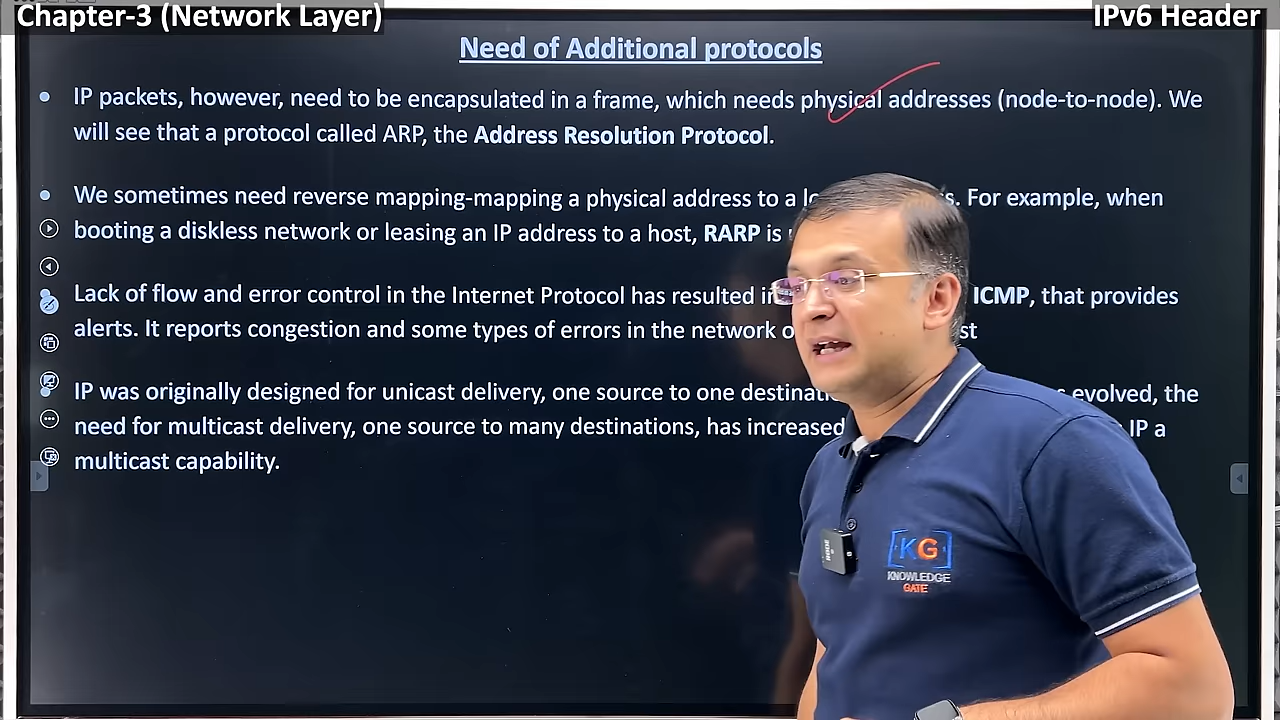 Chapter-3 (Network Layer)
IPv6 Header
Need of Additional protocols
IP packets, however, need to be encapsulated in a frame, which needs physical addresses (node-to-node). We
will see that a protocol called ARP, the Address Resolution Protocol.
We sometimes need reverse mapping-mapping a physical address to a For example, when
booting a diskless network or leasing an IP address to a host, RARP is
Lack of flow and error control in the Internet Protocol has resulted ICMP, that provides
alerts. It reports congestion and some types of errors in the network
IP was originally designed for unicast delivery, one source to one evolved, the
need for multicast delivery, one source to many destinations, has increased IP a
multicast capability.
KG
KNOWLEDGE
GATE